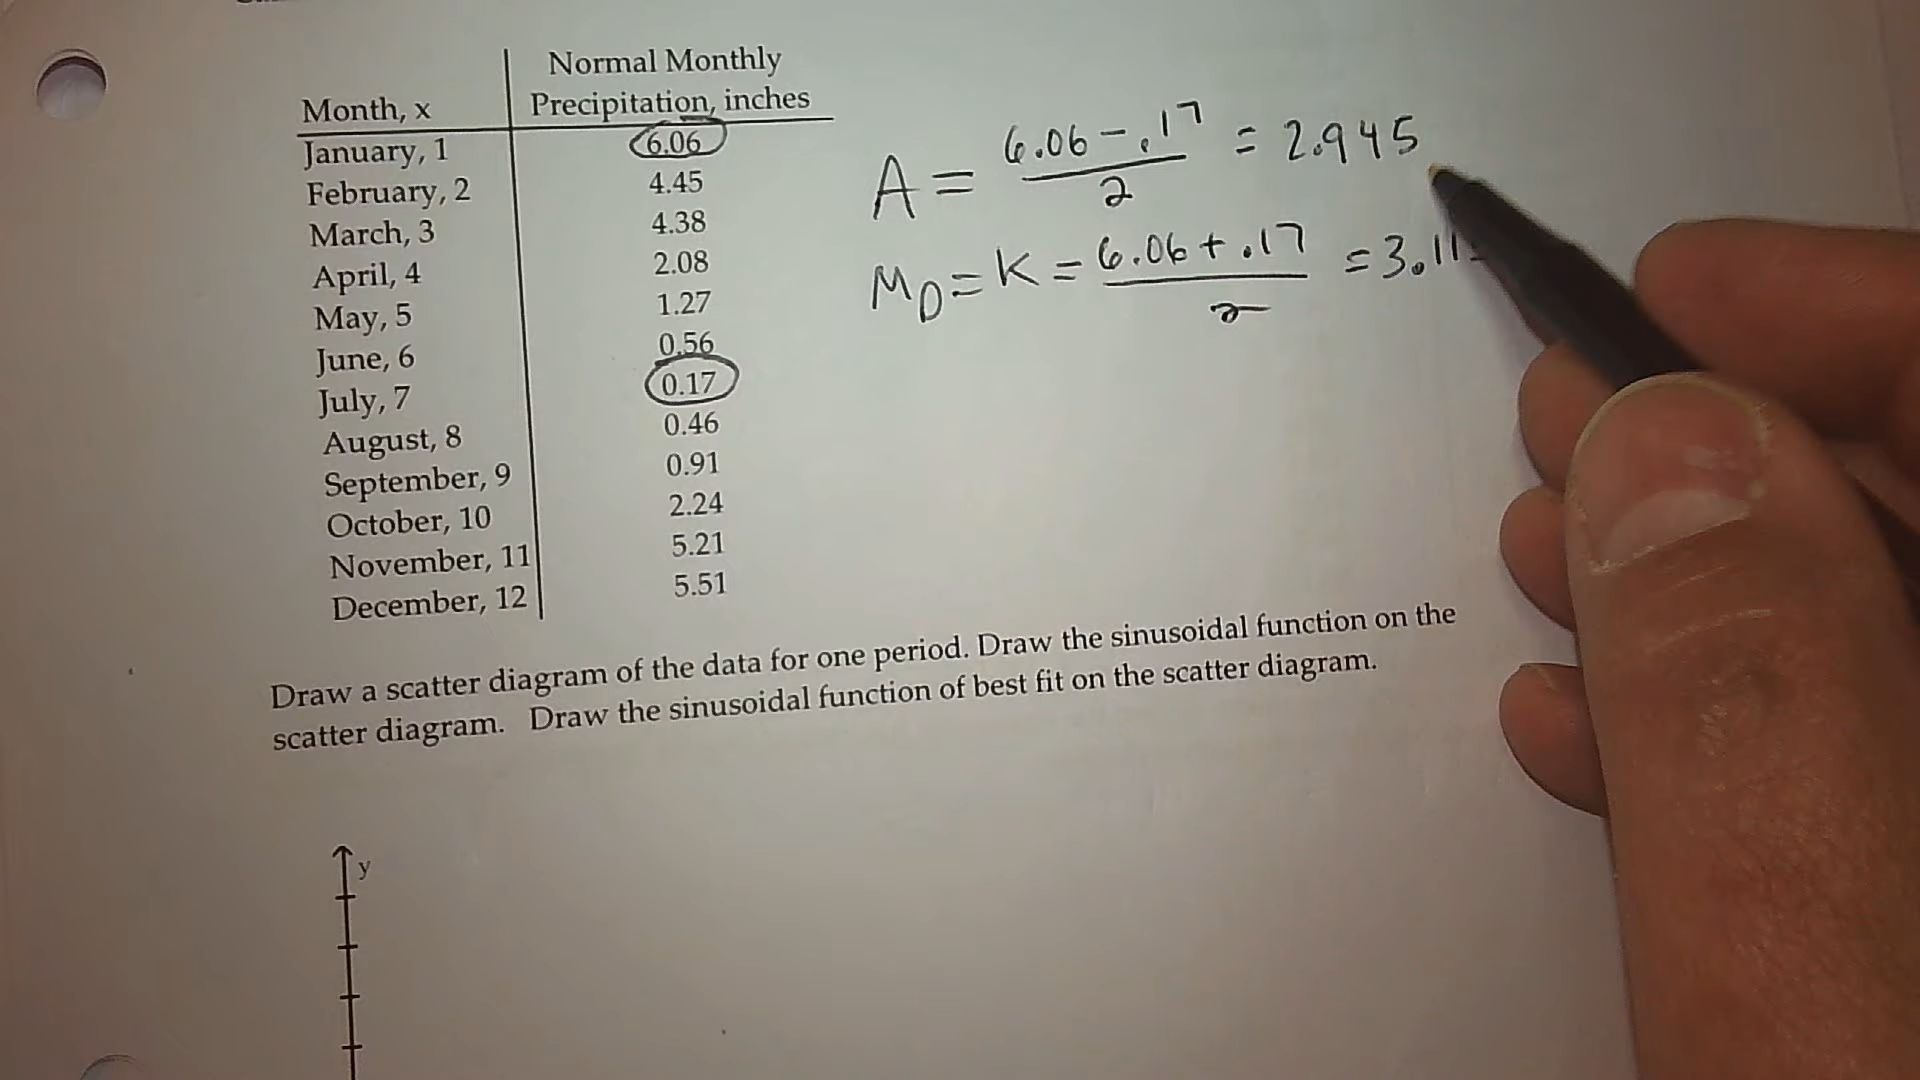 Normal Monthly
Month, x Precipitation, inches
January, 1 6.06
February, 2 4.45
March, 3 4.38
April, 4 2.08
May, 5 1.27
June, 6 0.56
July, 7 0.17
August, 8 0.46
September, 9 0.91
October, 10 2.24
November, 11 5.21
December, 12 5.51
A = 6.06 - .17 / 2 = 2.945
MD = K = 6.06 + .17 / 2 = 3.11
Draw a scatter diagram of the data for one period. Draw the sinusoidal function on the
scatter diagram. Draw the sinusoidal function of best fit on the scatter diagram.
y